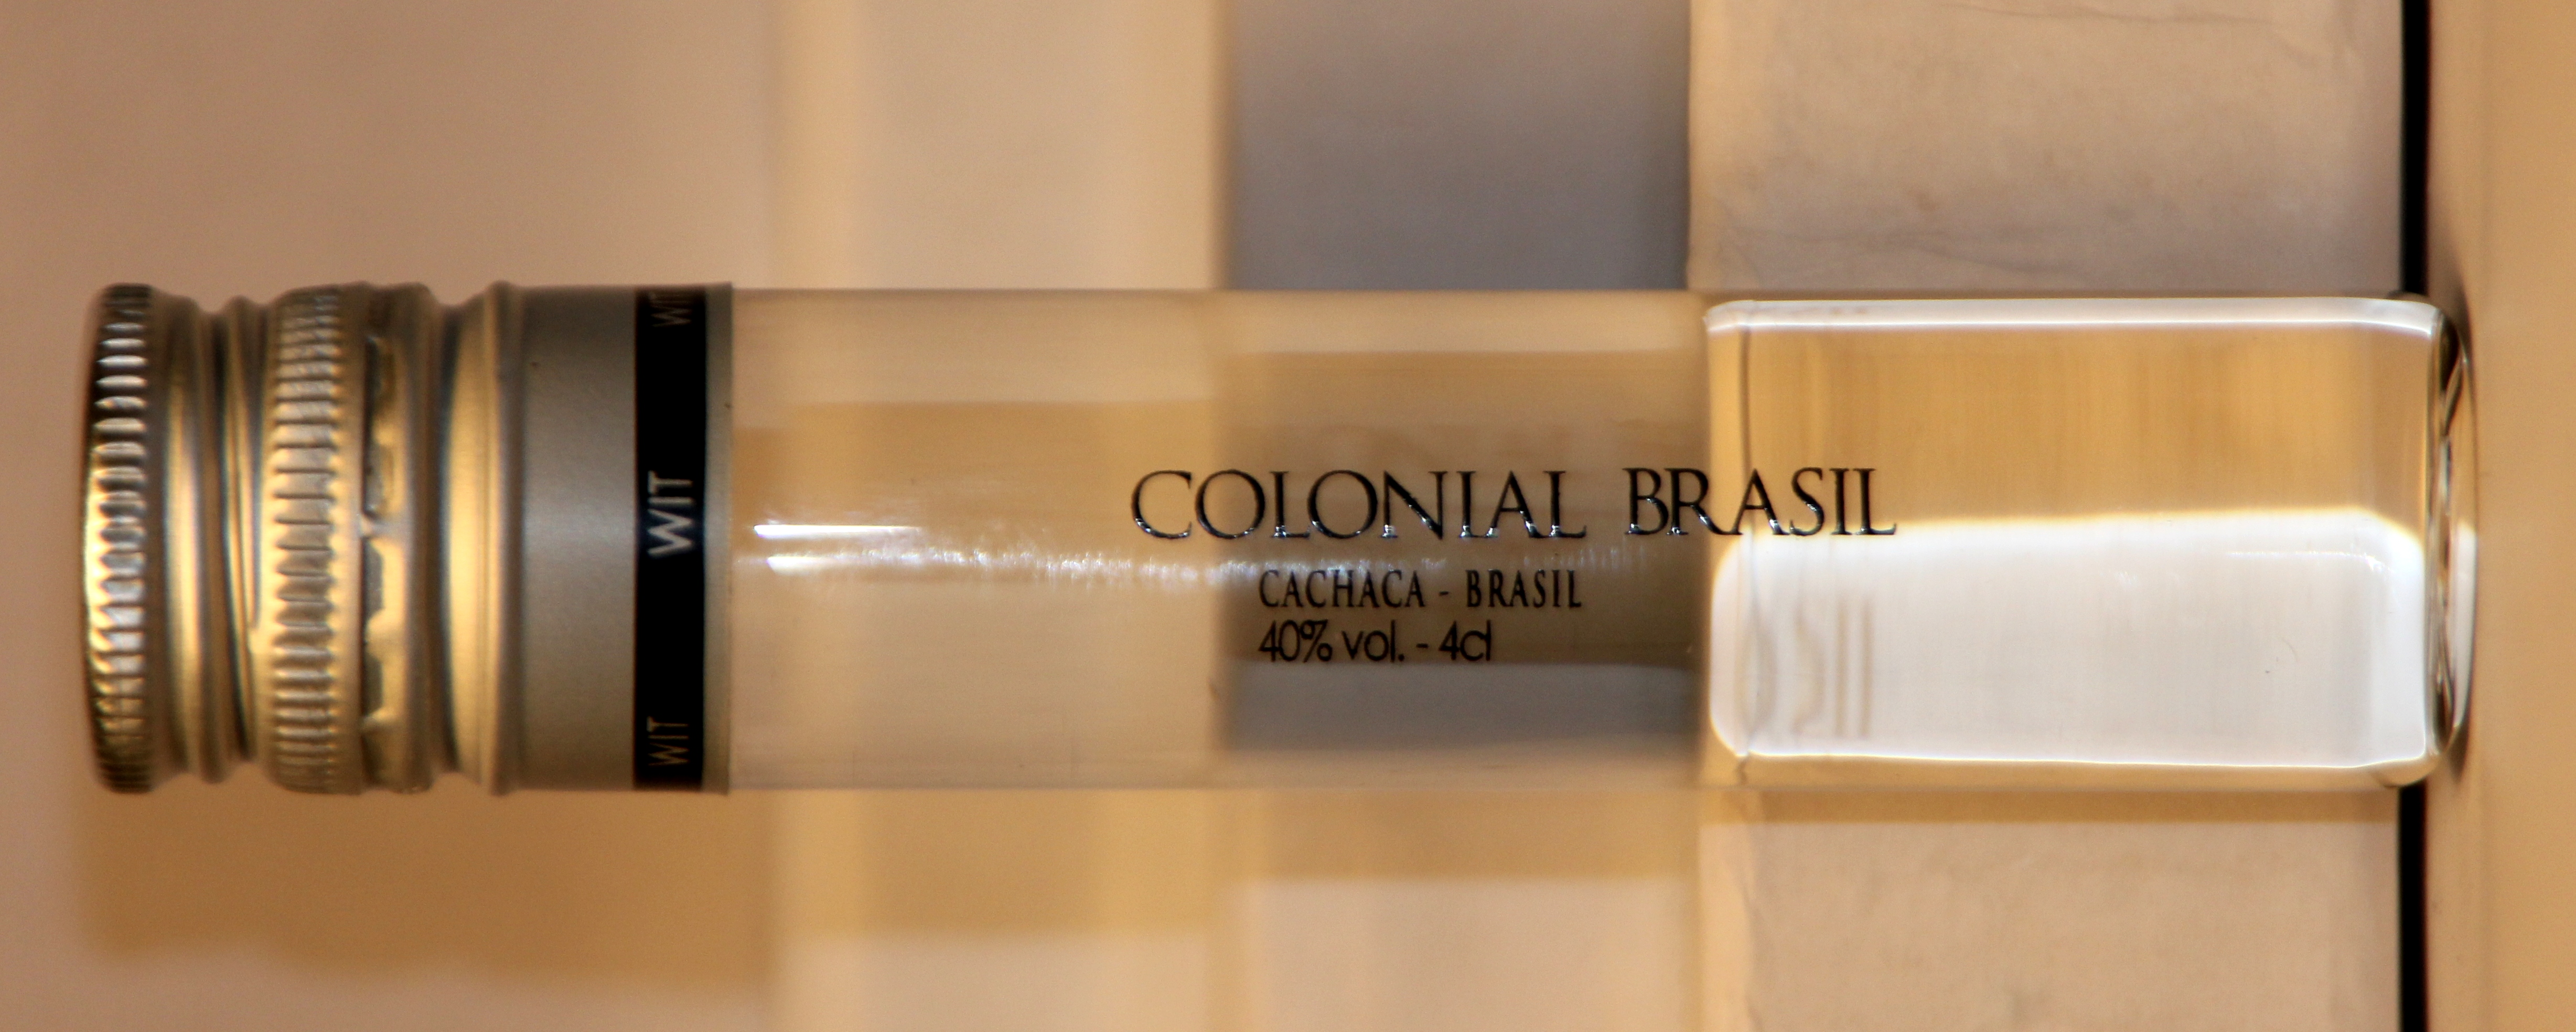 WIT
WIT
WIT
COLONIAL BRASIL
CACHACA - BRASIL
40% vol. - 4cl